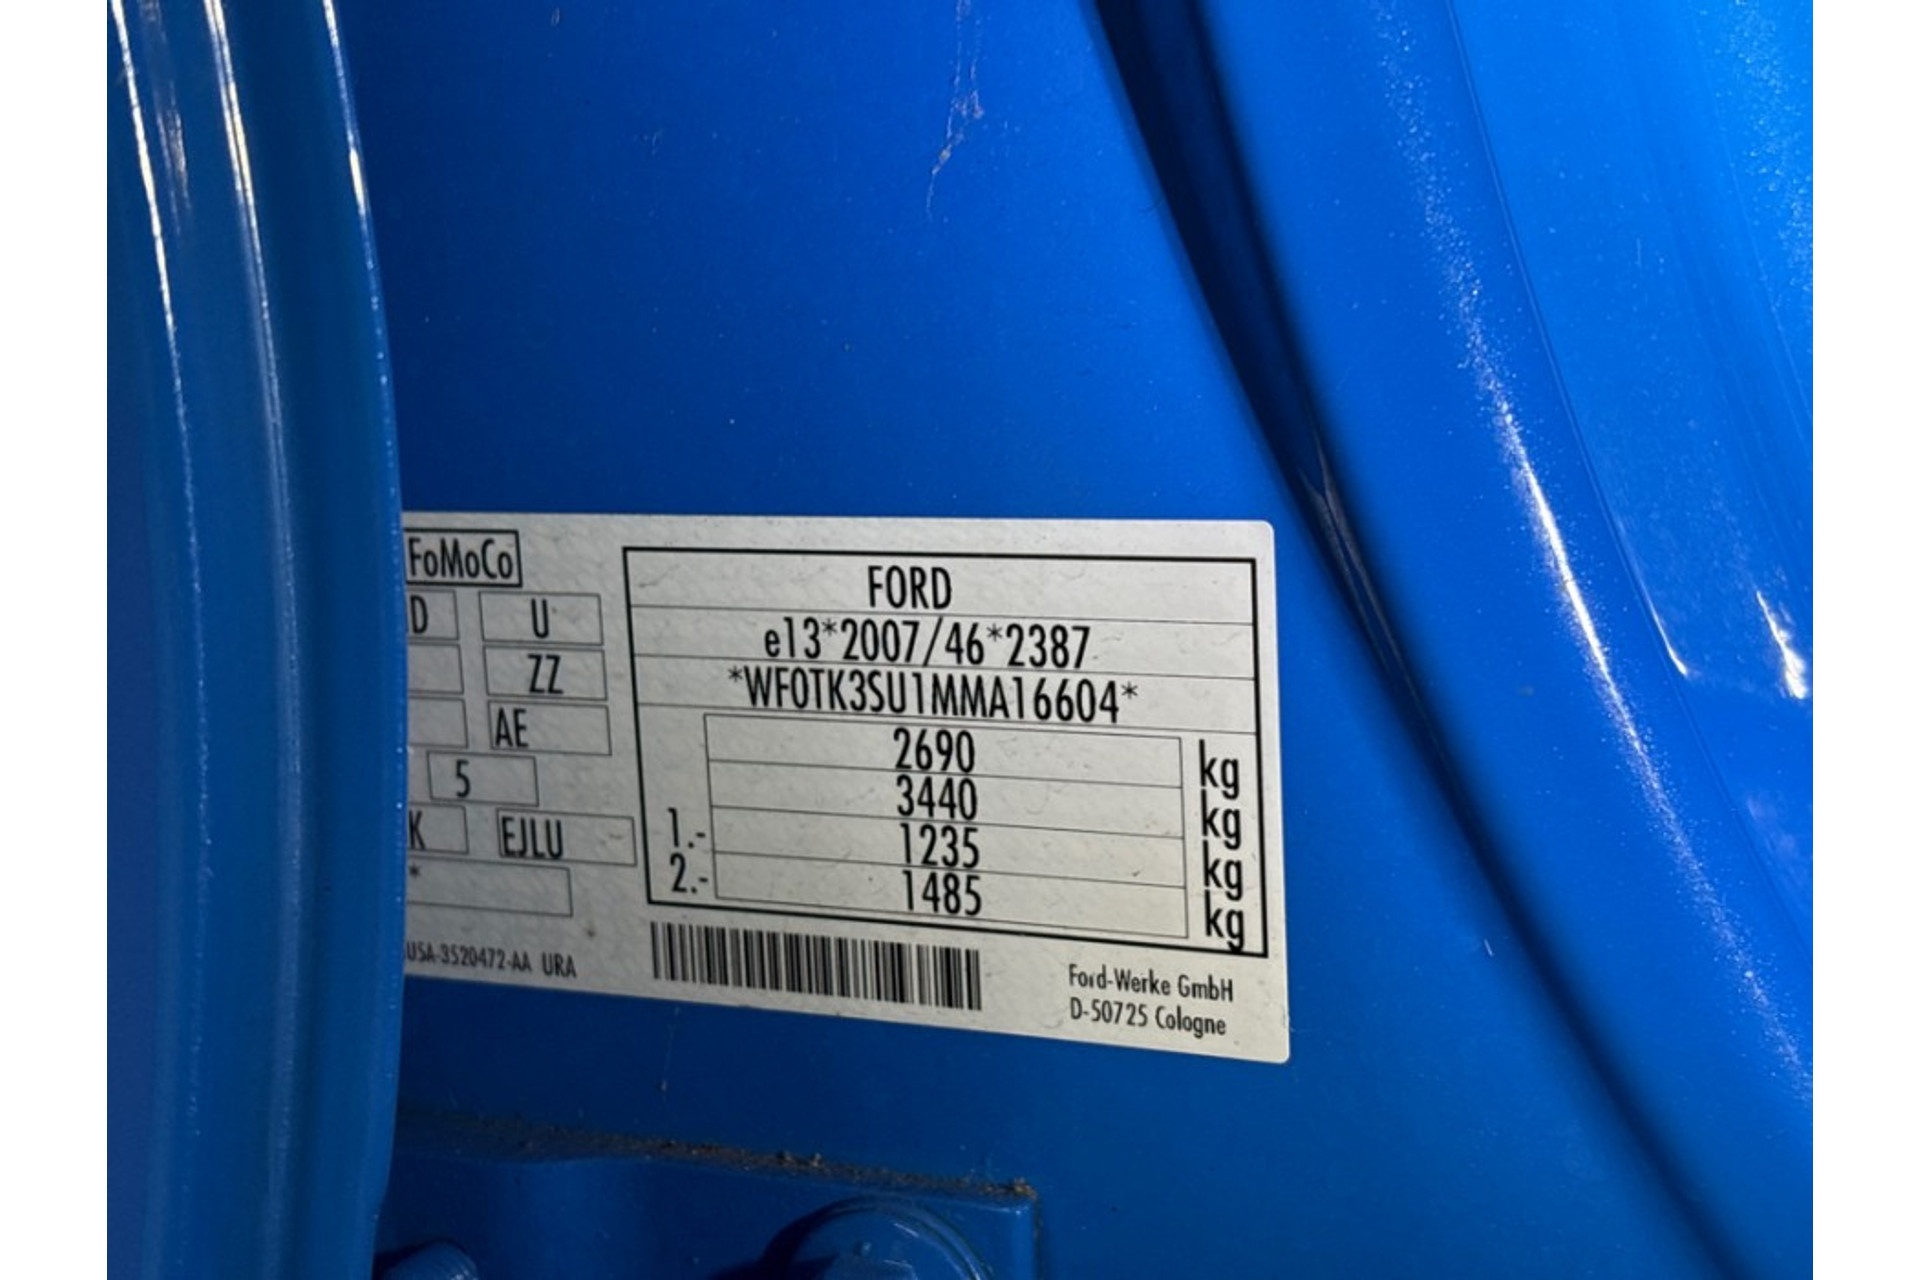 FoMoCo
D U
ZZ
AE
5
K EJLU
*
USA-3520472-AA URA
FORD
e13*2007/46*2387
*WF0TK3SU1MMA16604*
2690 kg
3440 kg
1.- 1235 kg
2.- 1485 kg
Ford-Werke GmbH
D-50725 Cologne